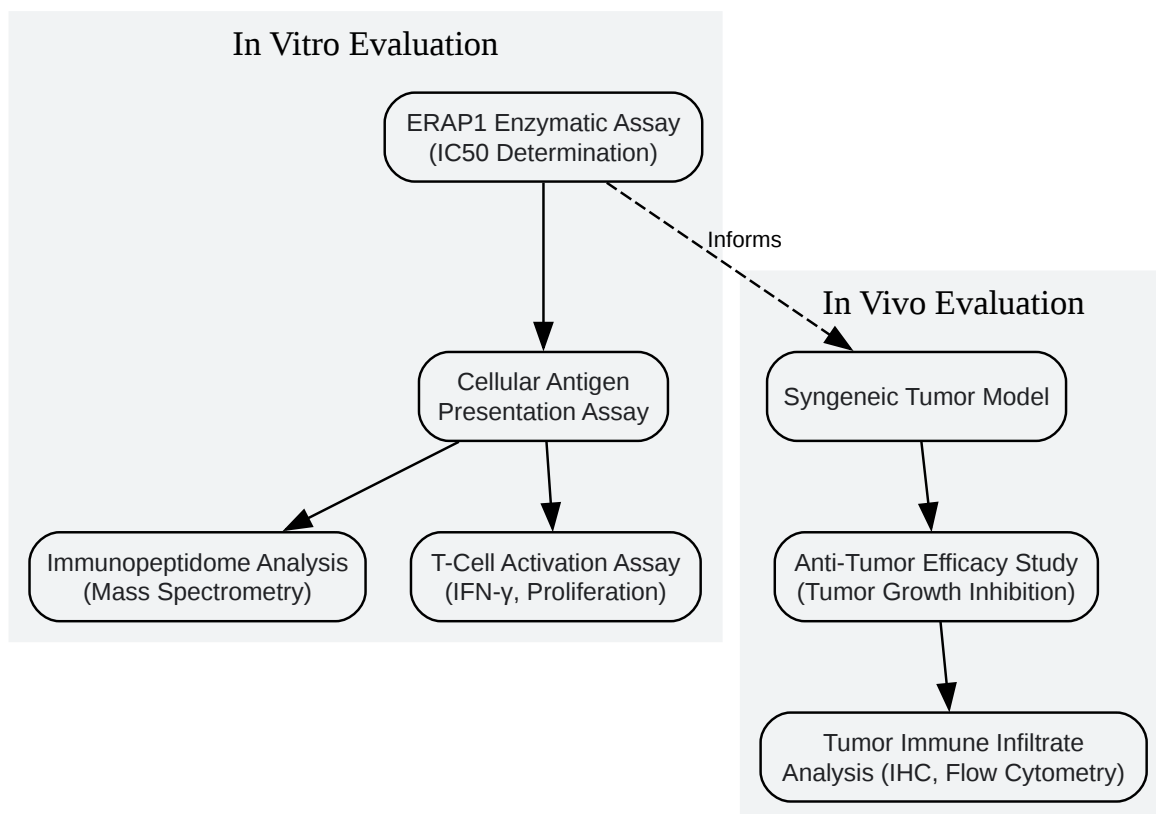 In Vitro Evaluation
ERAP1 Enzymatic Assay
(IC50 Determination)
Informs
In Vivo Evaluation
Cellular Antigen
Presentation Assay
Syngeneic Tumor Model
Immunopeptidome Analysis
(Mass Spectrometry)
T-Cell Activation Assay
(IFN-γ, Proliferation)
Anti-Tumor Efficacy Study
(Tumor Growth Inhibition)
Tumor Immune Infiltrate
Analysis (IHC, Flow Cytometry)